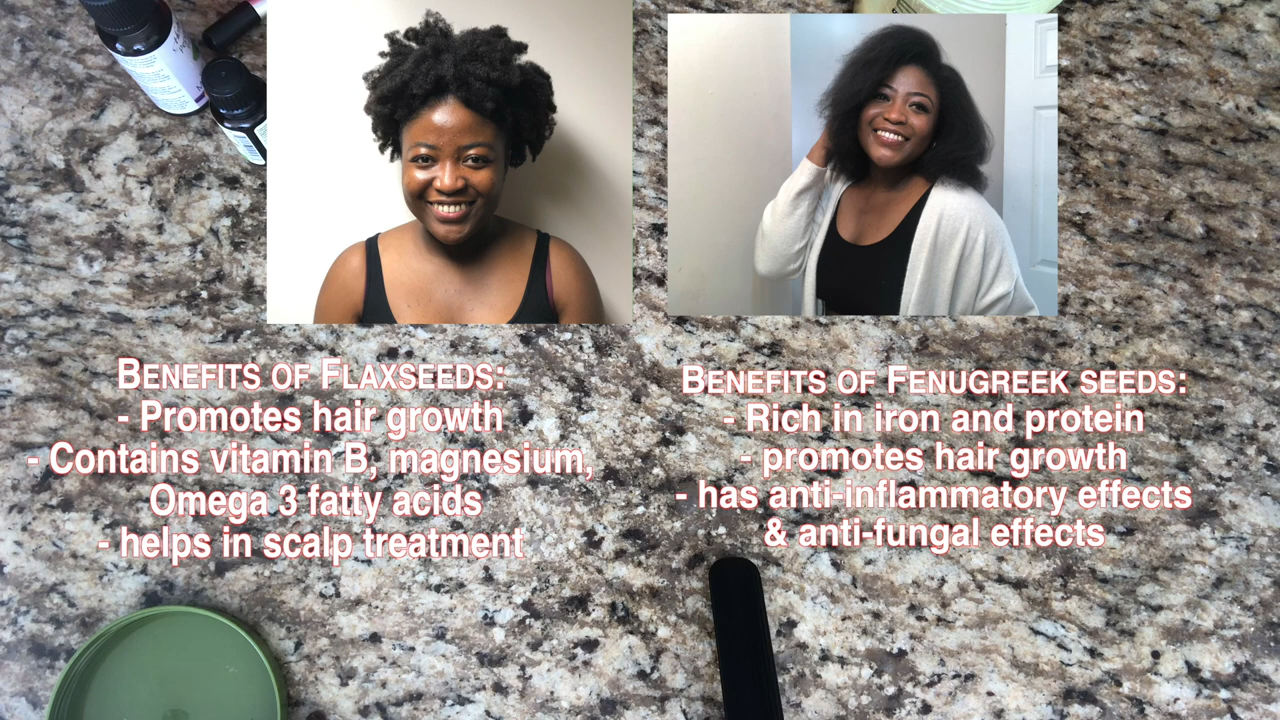 BENEFITS OF FLAXSEEDS:
- Promotes hair growth
- Contains vitamin B, magnesium,
Omega 3 fatty acids
- helps in scalp treatment
BENEFITS OF FENUGREEK SEEDS:
- Rich in iron and protein
- promotes hair growth
- has anti-inflammatory effects
& anti-fungal effects